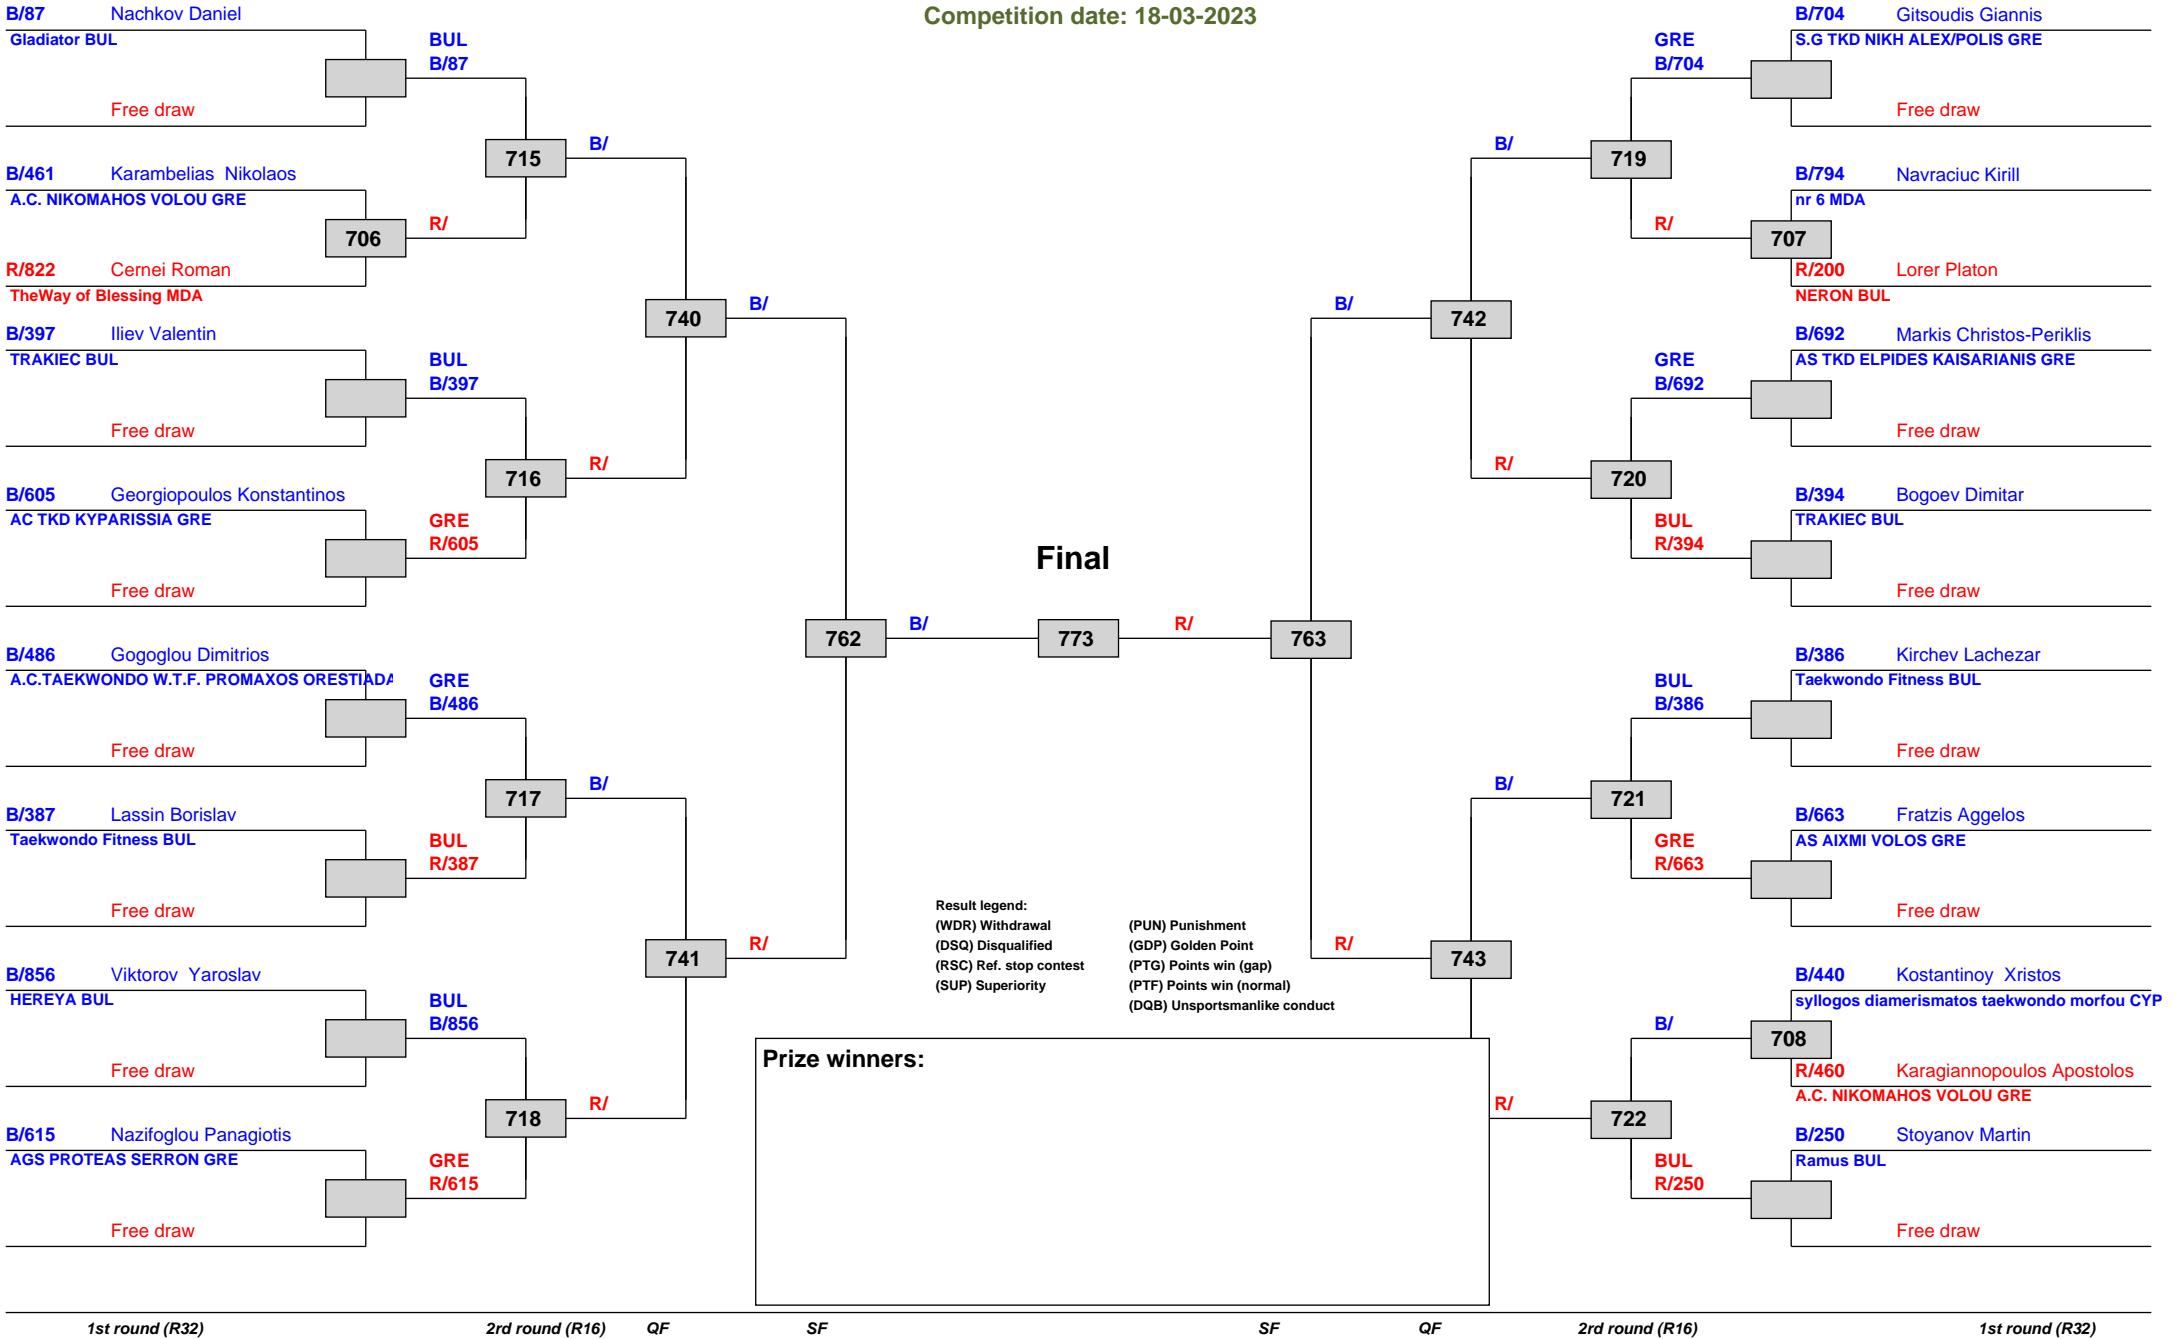 Competition date: 18-03-2023
B/87 Nachkov Daniel
Gladiator BUL
Free draw
BUL
B/87
B/461 Karambelias  Nikolaos
A.C. NIKOMAHOS VOLOU GRE
706
R/822 Cernei Roman
TheWay of Blessing MDA
715
B/
R/
B/397 Iliev Valentin
TRAKIEC BUL
Free draw
BUL
B/397
B/605 Georgiopoulos Konstantinos
AC TKD KYPARISSIA GRE
Free draw
GRE
R/605
716
R/
740
B/
B/486 Gogoglou Dimitrios
A.C.TAEKWONDO W.T.F. PROMAXOS ORESTIADA
Free draw
GRE
B/486
B/387 Lassin Borislav
Taekwondo Fitness BUL
Free draw
BUL
R/387
717
B/
B/856 Viktorov  Yaroslav
HEREYA BUL
Free draw
BUL
B/856
B/615 Nazifoglou Panagiotis
AGS PROTEAS SERRON GRE
Free draw
GRE
R/615
718
R/
741
R/
762
B/
Final
773
R/
763
B/704 Gitsoudis Giannis
S.G TKD NIKH ALEX/POLIS GRE
Free draw
GRE
B/704
B/794 Navraciuc Kirill
nr 6 MDA
707
R/200 Lorer Platon
NERON BUL
R/
719
B/
B/692 Markis Christos-Periklis
AS TKD ELPIDES KAISARIANIS GRE
Free draw
GRE
B/692
B/394 Bogoev Dimitar
TRAKIEC BUL
Free draw
BUL
R/394
720
R/
742
B/
B/386 Kirchev Lachezar
Taekwondo Fitness BUL
Free draw
BUL
B/386
B/663 Fratzis Aggelos
AS AIXMI VOLOS GRE
Free draw
GRE
R/663
721
B/
B/440 Kostantinoy  Xristos
syllogos diamerismatos taekwondo morfou CYP
708
R/460 Karagiannopoulos Apostolos
A.C. NIKOMAHOS VOLOU GRE
B/
B/250 Stoyanov Martin
Ramus BUL
Free draw
BUL
R/250
722
R/
743
R/
Result legend:
(WDR) Withdrawal (PUN) Punishment
(DSQ) Disqualified (GDP) Golden Point
(RSC) Ref. stop contest (PTG) Points win (gap)
(SUP) Superiority (PTF) Points win (normal)
(DQB) Unsportsmanlike conduct
Prize winners:
1st round (R32) 2rd round (R16) QF SF SF QF 2rd round (R16) 1st round (R32)